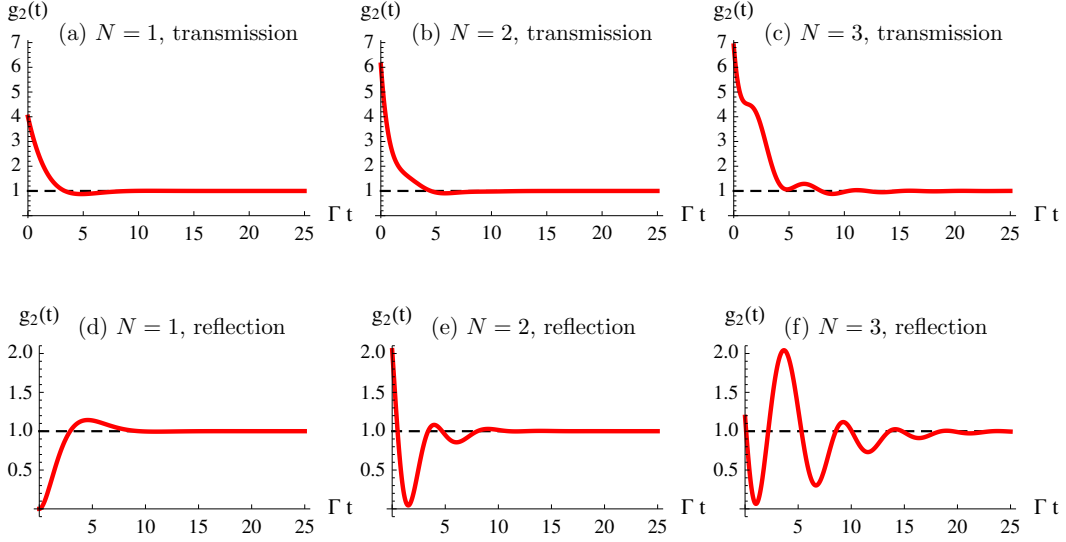 g₂(t)
(a) N = 1, transmission
7
6
5
4
3
2
1
0 5 10 15 20 25
Γ t
g₂(t)
(b) N = 2, transmission
7
6
5
4
3
2
1
0 5 10 15 20 25
Γ t
g₂(t)
(c) N = 3, transmission
7
6
5
4
3
2
1
0 5 10 15 20 25
Γ t
g₂(t)
(d) N = 1, reflection
2.0
1.5
1.0
0.5
5 10 15 20 25
Γ t
g₂(t)
(e) N = 2, reflection
2.0
1.5
1.0
0.5
5 10 15 20 25
Γ t
g₂(t)
(f) N = 3, reflection
2.0
1.5
1.0
0.5
5 10 15 20 25
Γ t